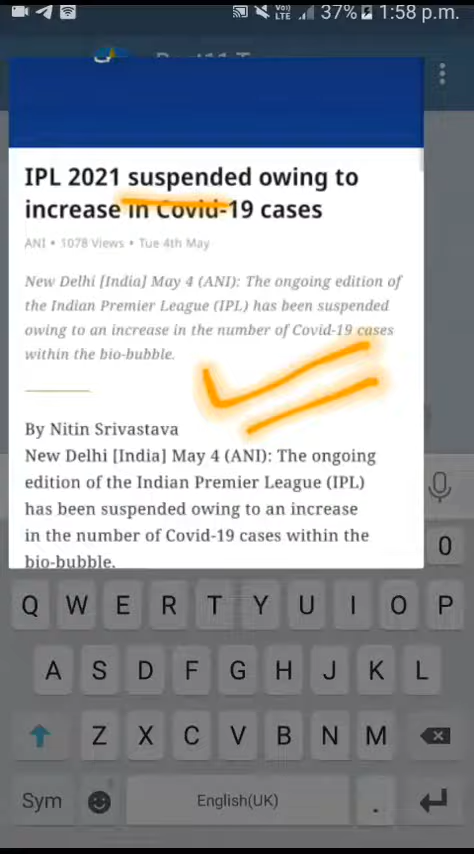 VoLTE 37% 1:58 p.m.
IPL 2021 suspended owing to
increase in Covid-19 cases
ANI • 1078 Views • Tue 4th May
New Delhi [India] May 4 (ANI): The ongoing edition of
the Indian Premier League (IPL) has been suspended
owing to an increase in the number of Covid-19 cases
within the bio-bubble.
By Nitin Srivastava
New Delhi [India] May 4 (ANI): The ongoing
edition of the Indian Premier League (IPL)
has been suspended owing to an increase
in the number of Covid-19 cases within the
bio-bubble.
0
Q W E R T Y U I O P
A S D F G H J K L
Z X C V B N M
Sym English(UK) .